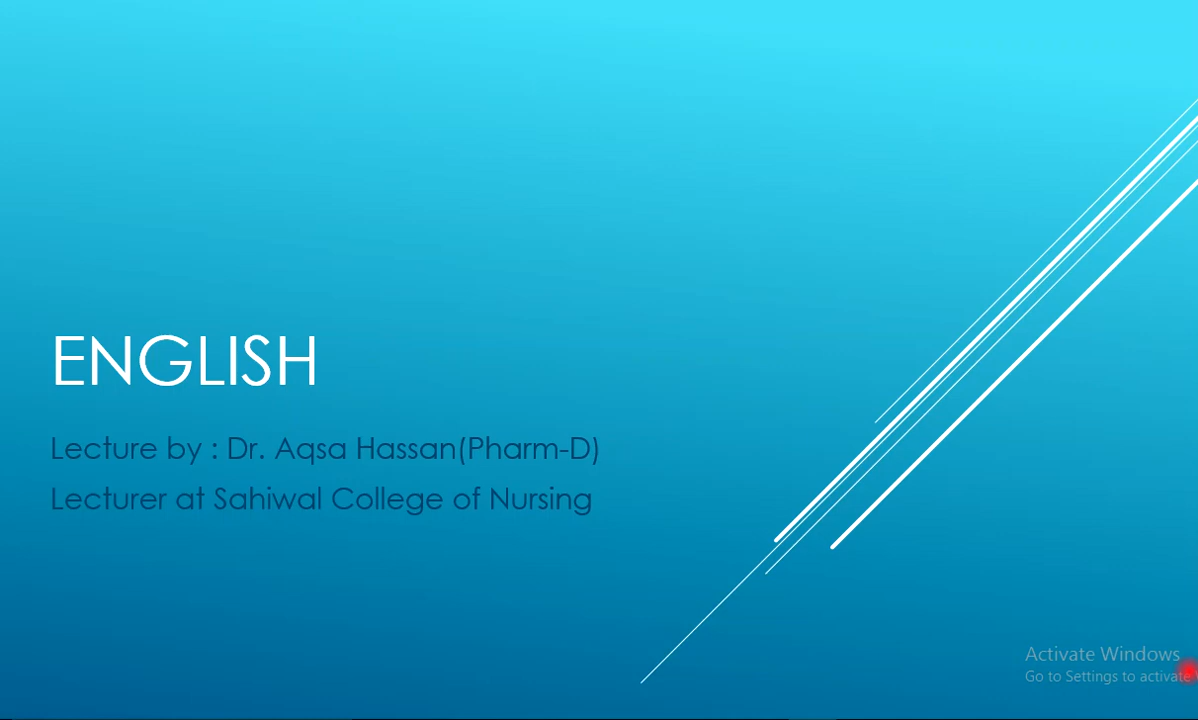 ENGLISH
Lecture by : Dr. Aqsa Hassan(Pharm-D)
Lecturer at Sahiwal College of Nursing
Activate Windows
Go to Settings to activate